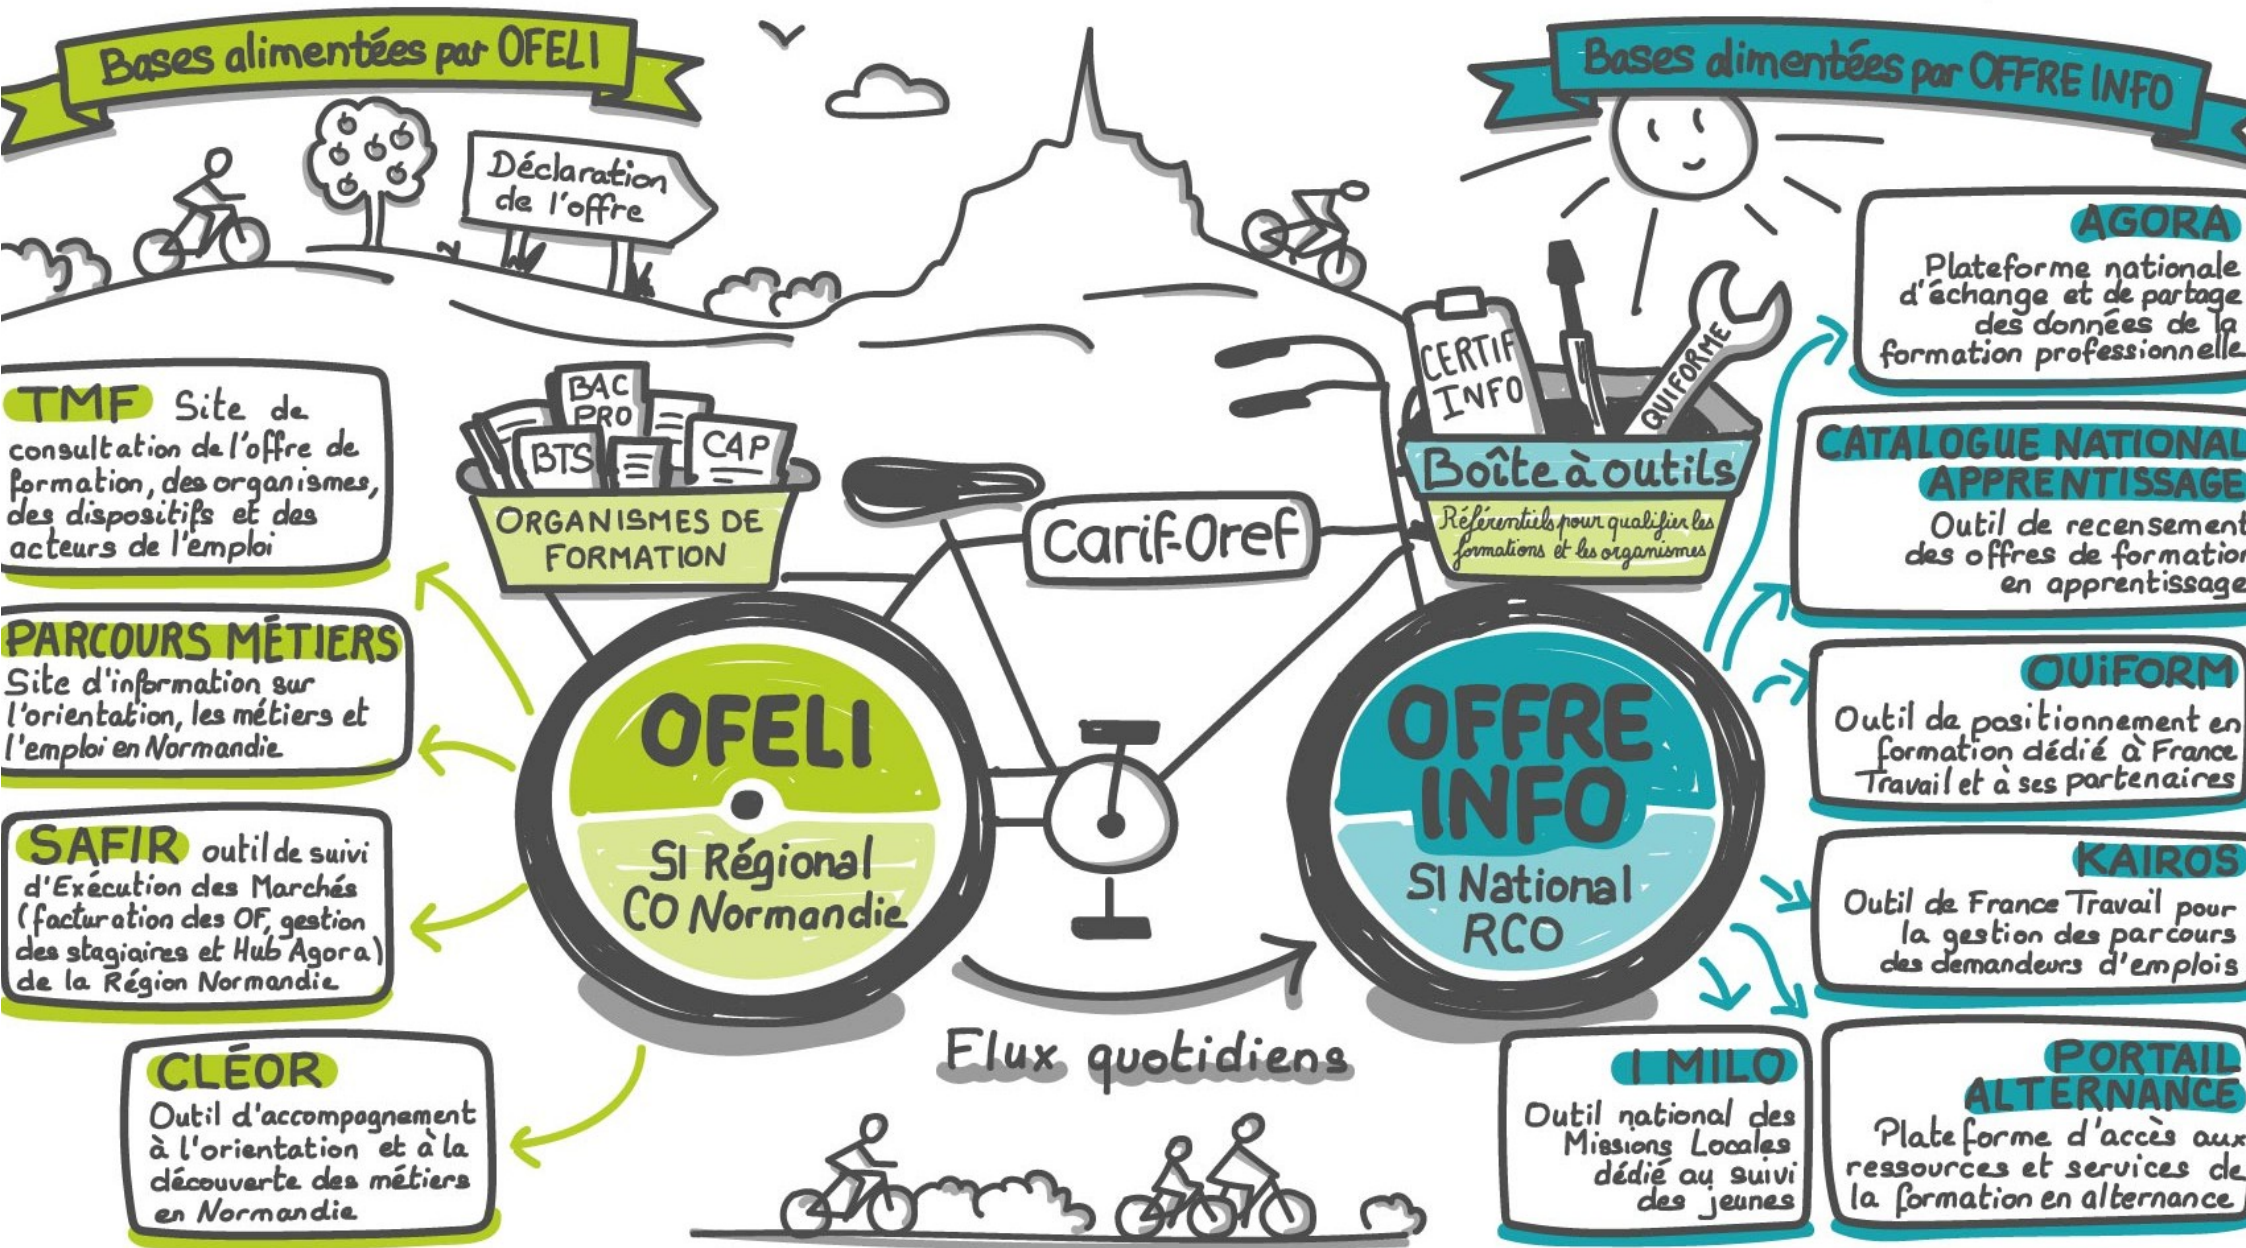 Bases alimentées par OFELI
Déclaration
de l'offre
Bases alimentées par OFFRE INFO
TMF Site de
consultation de l'offre de
formation, des organismes,
des dispositifs et des
acteurs de l'emploi
PARCOURS MÉTIERS
Site d'information sur
l'orientation, les métiers et
l'emploi en Normandie
SAFIR outil de suivi
d'Exécution des Marchés
(facturation des OF, gestion
des stagiaires et Hub Agora)
de la Région Normandie
CLÉOR
Outil d'accompagnement
à l'orientation et à la
découverte des métiers
en Normandie
BAC
PRO
BTS
CAP
ORGANISMES DE
FORMATION
Carif-Oref
CERTIF
INFO
QUIFORME
Boîte à outils
Référentiels pour qualifier les
formations et les organismes
OFELI
SI Régional
CO Normandie
OFFRE
INFO
SI National
RCO
Flux quotidiens
AGORA
Plateforme nationale
d'échange et de partage
des données de la
formation professionnelle
CATALOGUE NATIONAL
APPRENTISSAGE
Outil de recensement
des offres de formation
en apprentissage
OUiFORM
Outil de positionnement en
formation dédié à France
Travail et à ses partenaires
KAIROS
Outil de France Travail pour
la gestion des parcours
des demandeurs d'emplois
I MILO
Outil national des
Missions Locales
dédié au suivi
des jeunes
PORTAIL
ALTERNANCE
Plateforme d'accès aux
ressources et services de
la formation en alternance